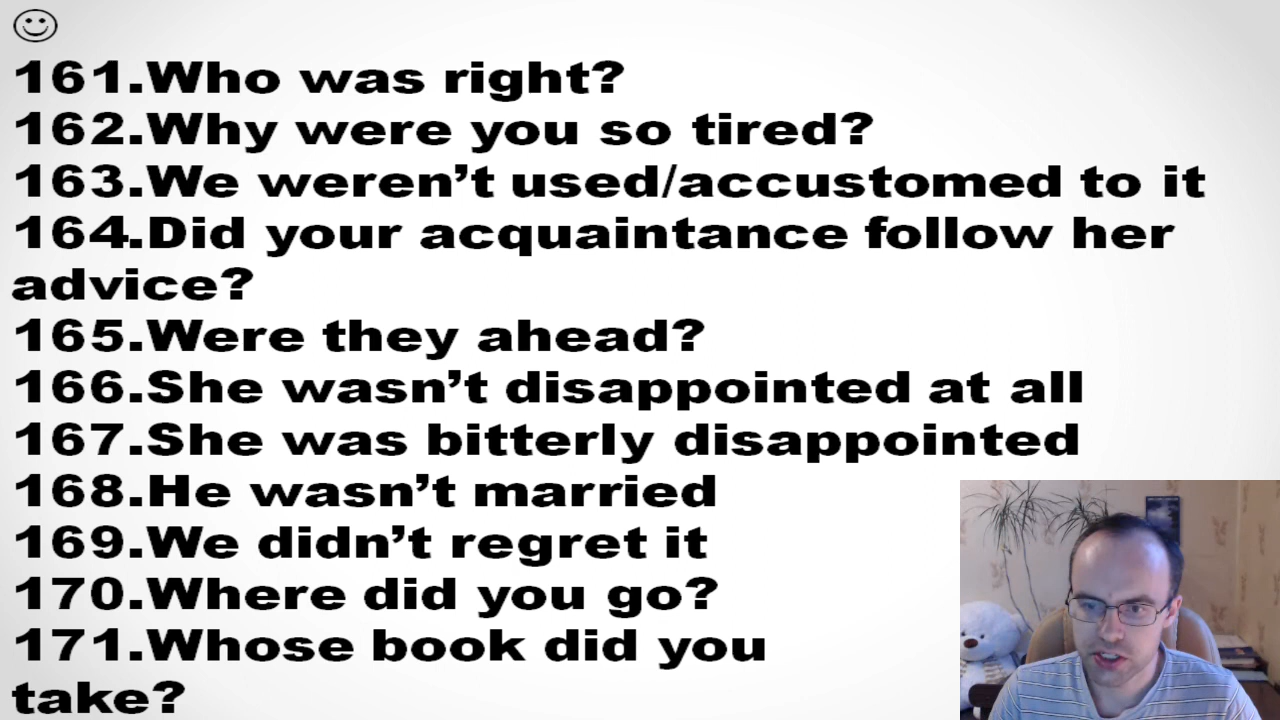 161.Who was right?
162.Why were you so tired?
163.We weren’t used/accustomed to it
164.Did your acquaintance follow her
advice?
165.Were they ahead?
166.She wasn’t disappointed at all
167.She was bitterly disappointed
168.He wasn’t married
169.We didn’t regret it
170.Where did you go?
171.Whose book did you
take?